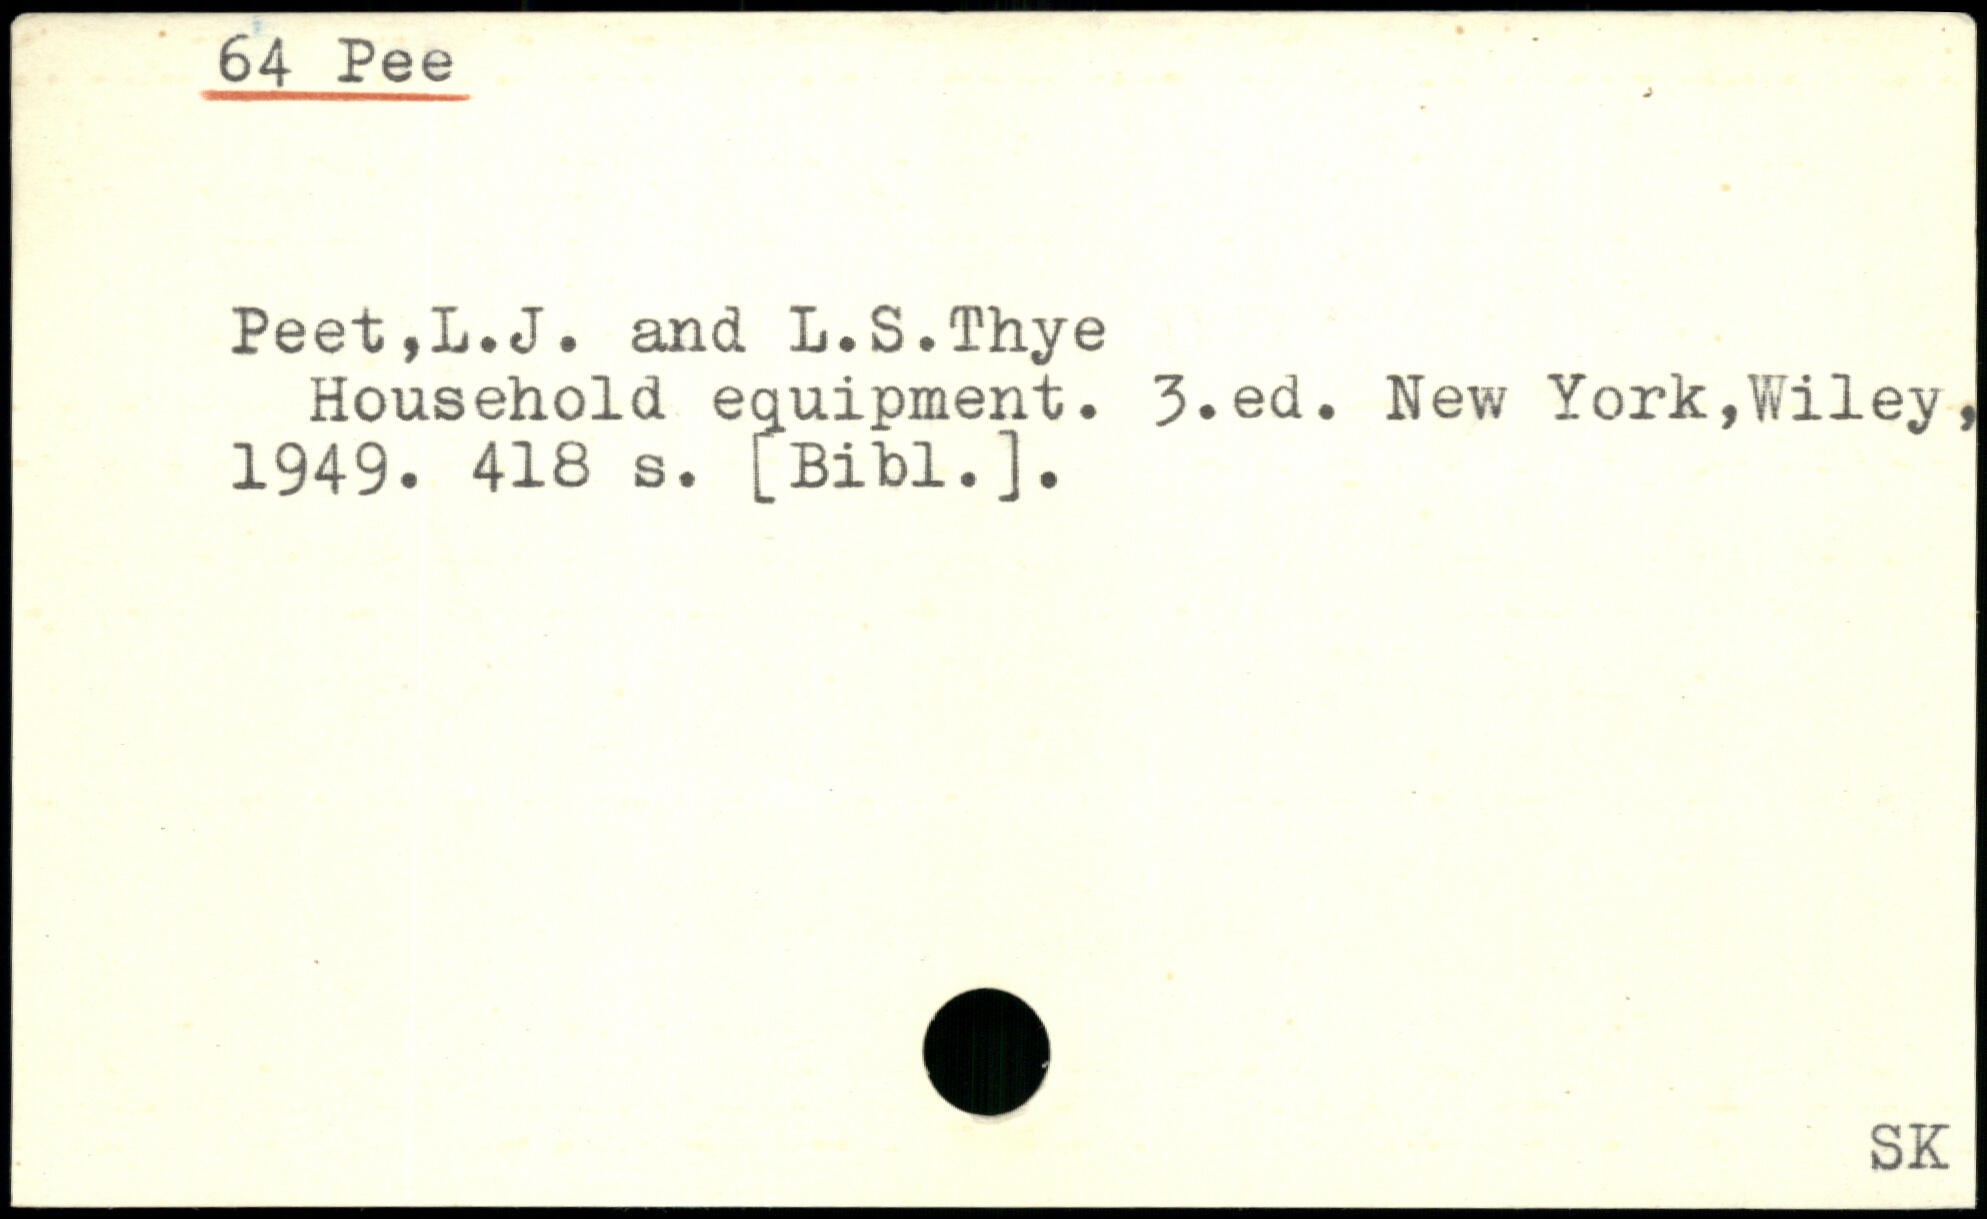 64 Pee
Peet,L.J. and L.S.Thye
Household equipment. 3.ed. New York,Wiley,
1949. 418 s. [Bibl.].
SK